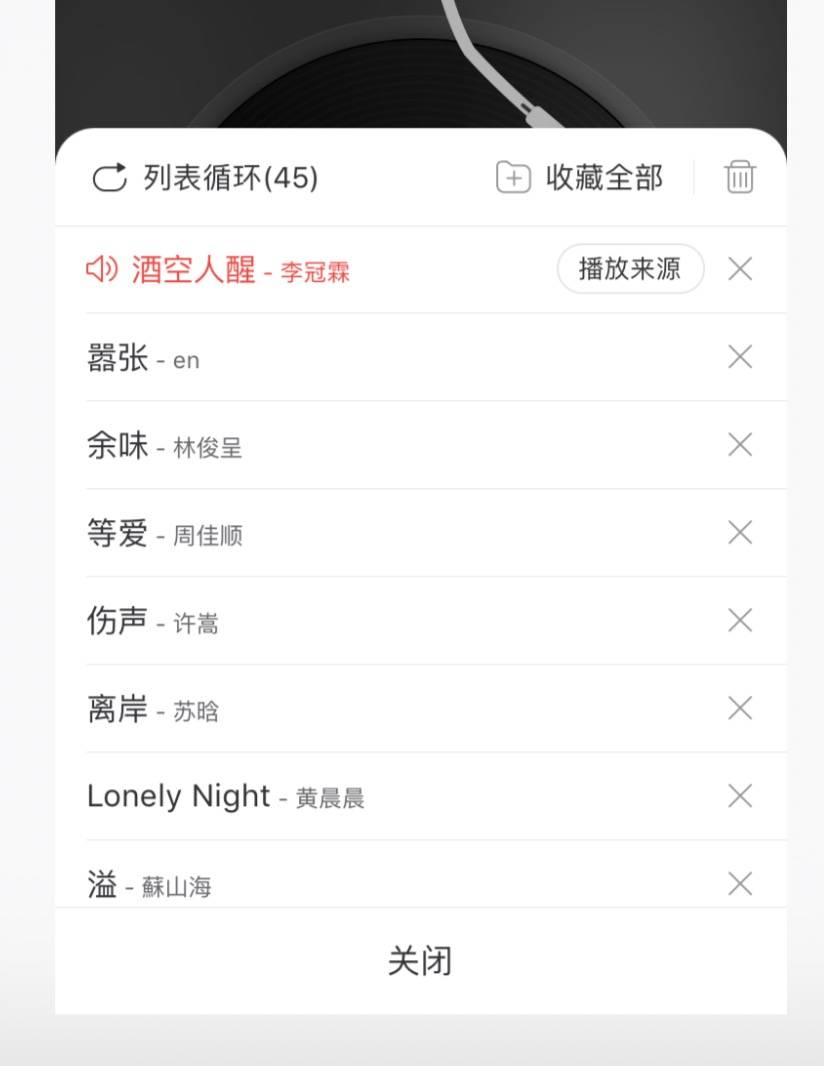 列表循环(45) 收藏全部
酒空人醒 - 李冠霖 播放来源
嚣张 - en
余味 - 林俊呈
等爱 - 周佳顺
伤声 - 许嵩
离岸 - 苏晗
Lonely Night - 黄晨晨
溢 - 蘇山海
关闭